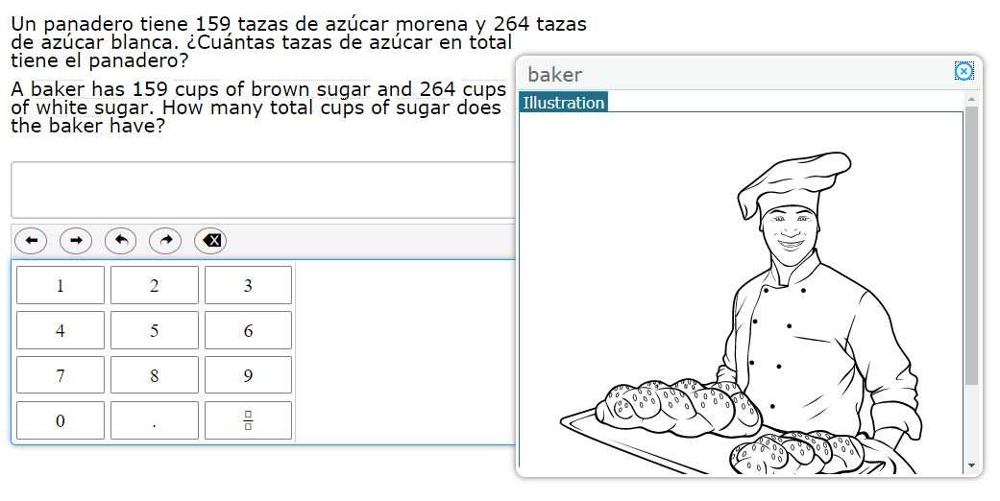 Un panadero tiene 159 tazas de azúcar morena y 264 tazas
de azúcar blanca. ¿Cuántas tazas de azúcar en total
tiene el panadero?
A baker has 159 cups of brown sugar and 264 cups
of white sugar. How many total cups of sugar does
the baker have?
baker
Illustration
1 2 3
4 5 6
7 8 9
0 .